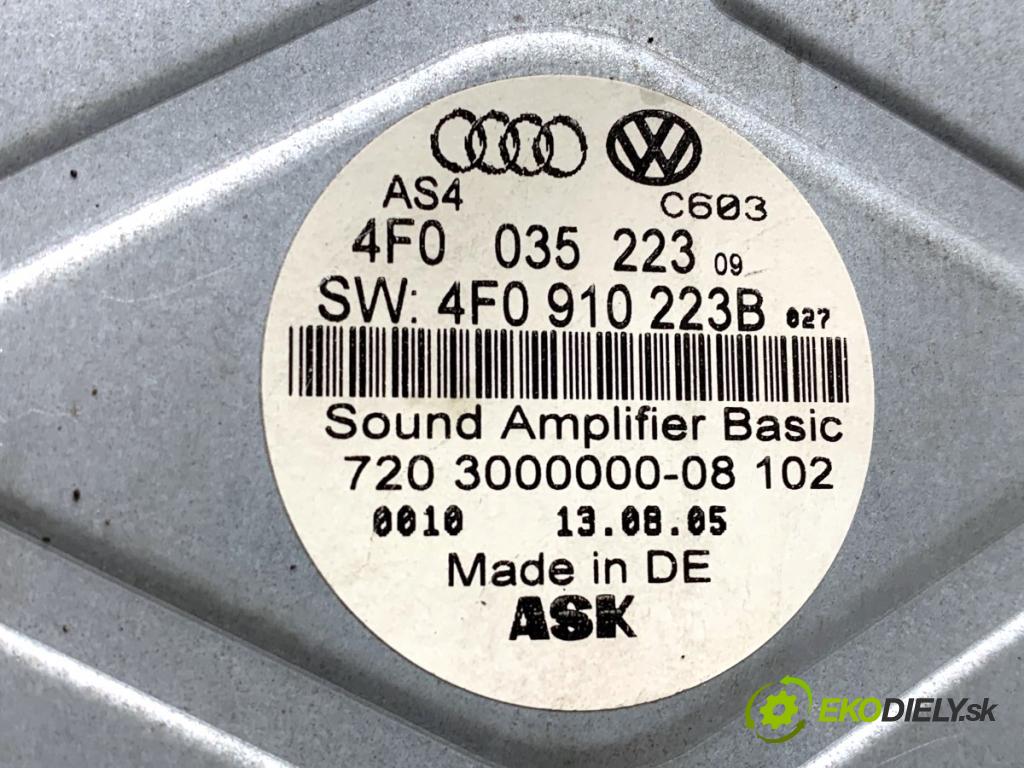 AS4 C603
4F0 035 223 09
SW: 4F0 910 223B 027
Sound Amplifier Basic
720 3000000-08 102
0010 13.08.05
Made in DE
ASK
EKODIELY.sk